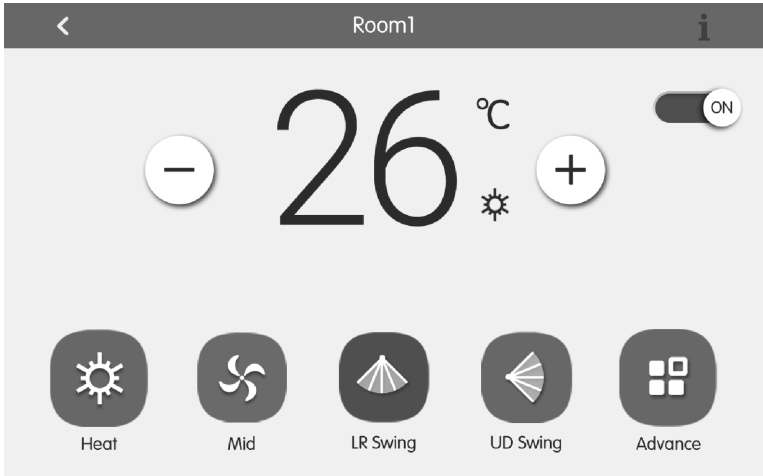 Room1
26 °C
ON
Heat
Mid
LR Swing
UD Swing
Advance